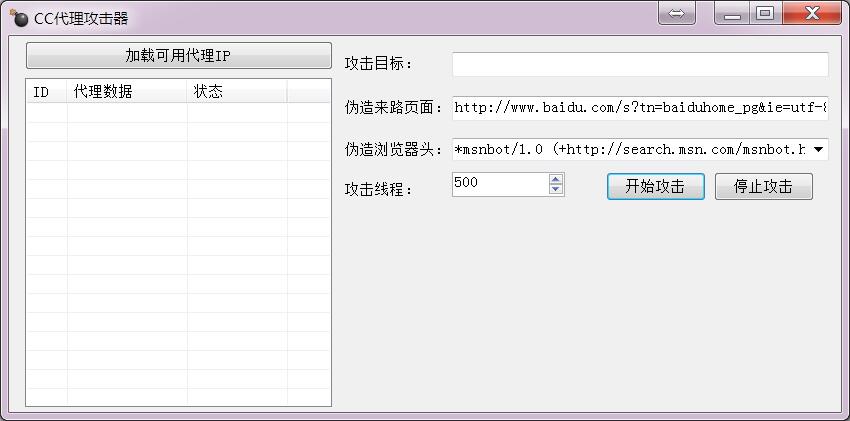 CC代理攻击器
加载可用代理IP
ID 代理数据 状态
攻击目标：
伪造来路页面： http://www.baidu.com/s?tn=baiduhome_pg&ie=utf-8
伪造浏览器头： *msnbot/1.0 (+http://search.msn.com/msnbot.h
攻击线程： 500 开始攻击 停止攻击